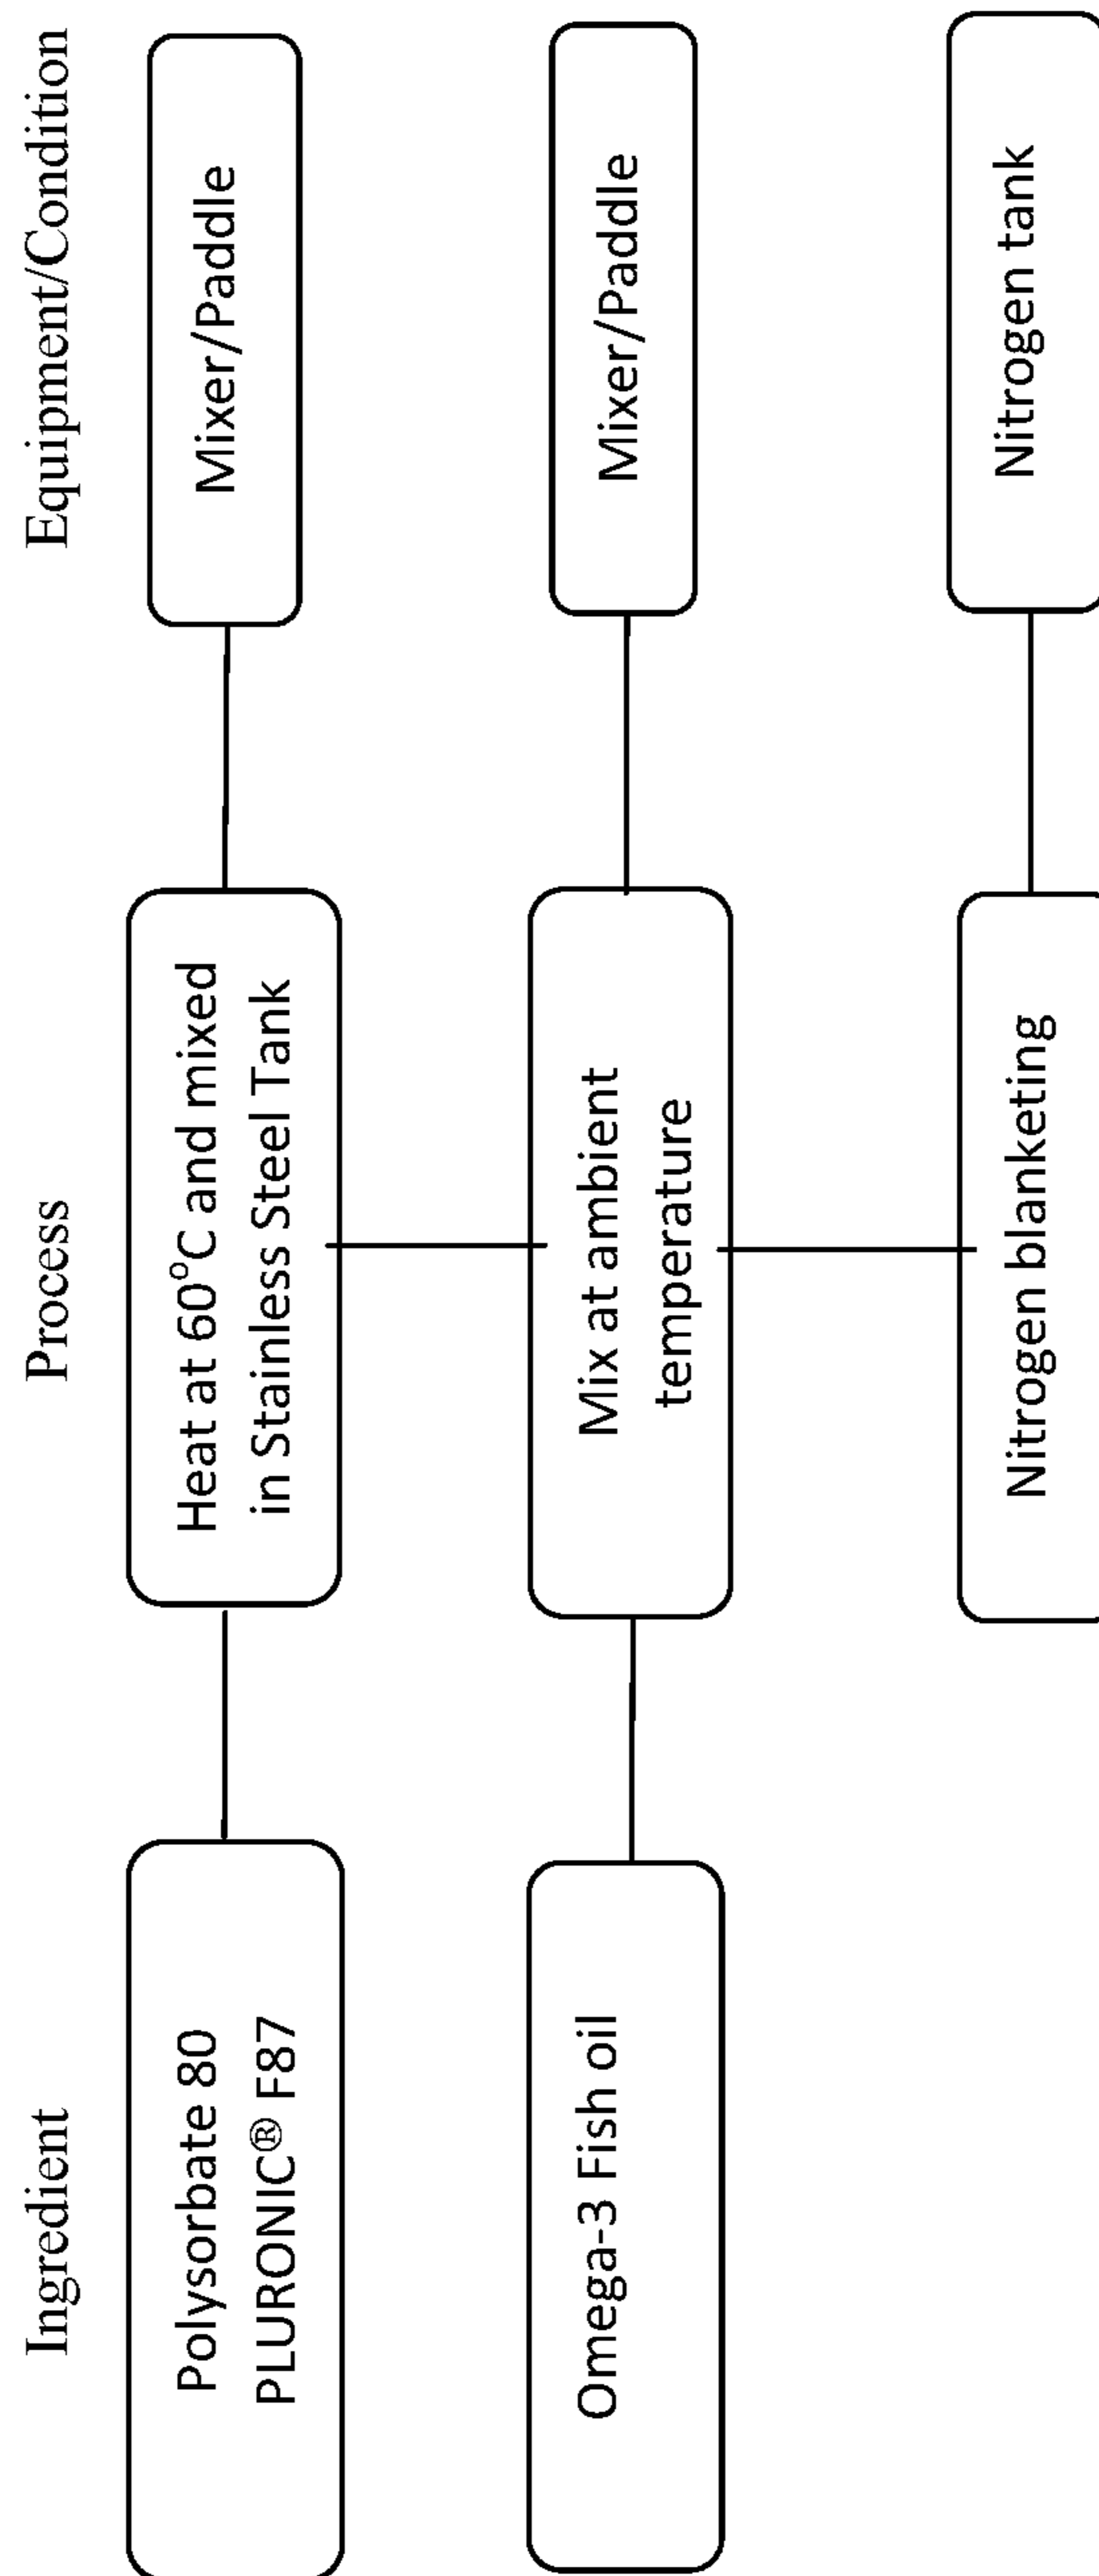 Ingredient
Process
Equipment/Condition
Polysorbate 80
PLURONIC® F87
Heat at 60°C and mixed
in Stainless Steel Tank
Mixer/Paddle
Omega-3 Fish oil
Mix at ambient
temperature
Mixer/Paddle
Nitrogen blanketing
Nitrogen tank